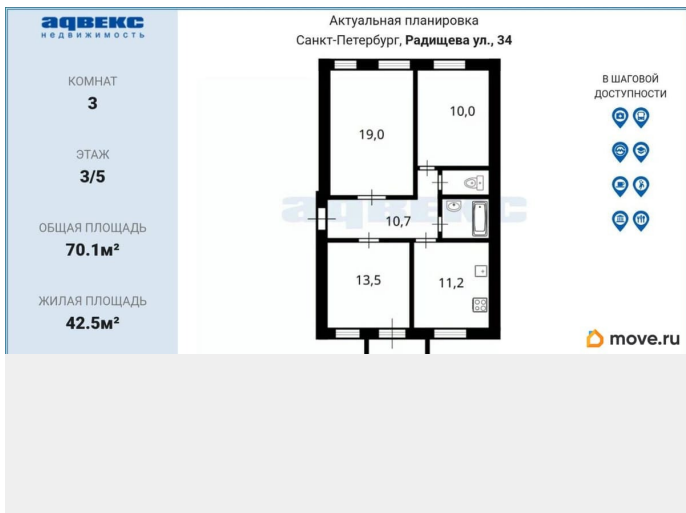 адвекс
недвижимость
КОМНАТ
3
ЭТАЖ
3/5
ОБЩАЯ ПЛОЩАДЬ
70.1м²
ЖИЛАЯ ПЛОЩАДЬ
42.5м²
Актуальная планировка
Санкт-Петербург, Радищева ул., 34
19,0
10,0
адвекс
10,7
13,5
11,2
В ШАГОВОЙ
ДОСТУПНОСТИ
move.ru